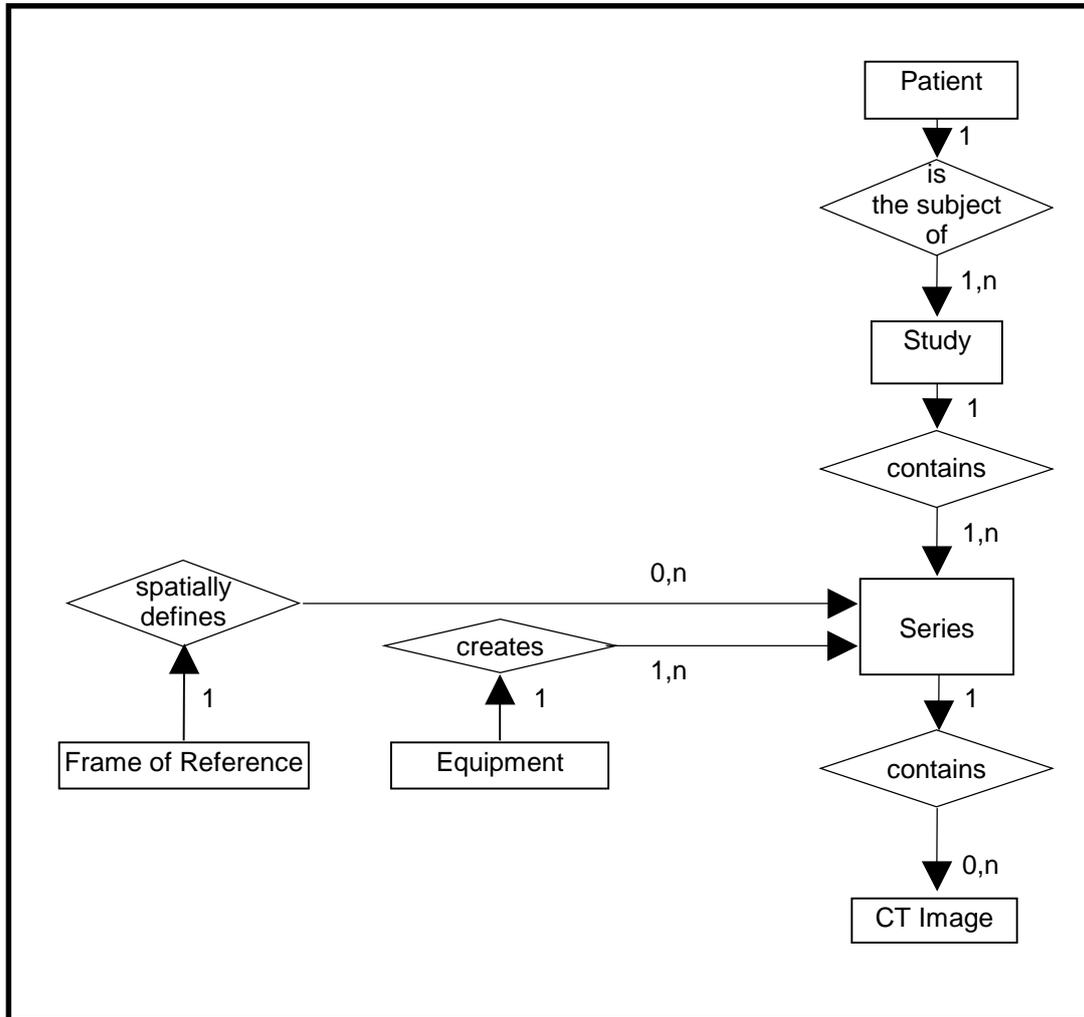 Patient
1
is
the subject
of
1,n
Study
1
contains
1,n
spatially
defines
0,n
Series
creates
1,n
1
1
1
Frame of Reference
Equipment
contains
0,n
CT Image